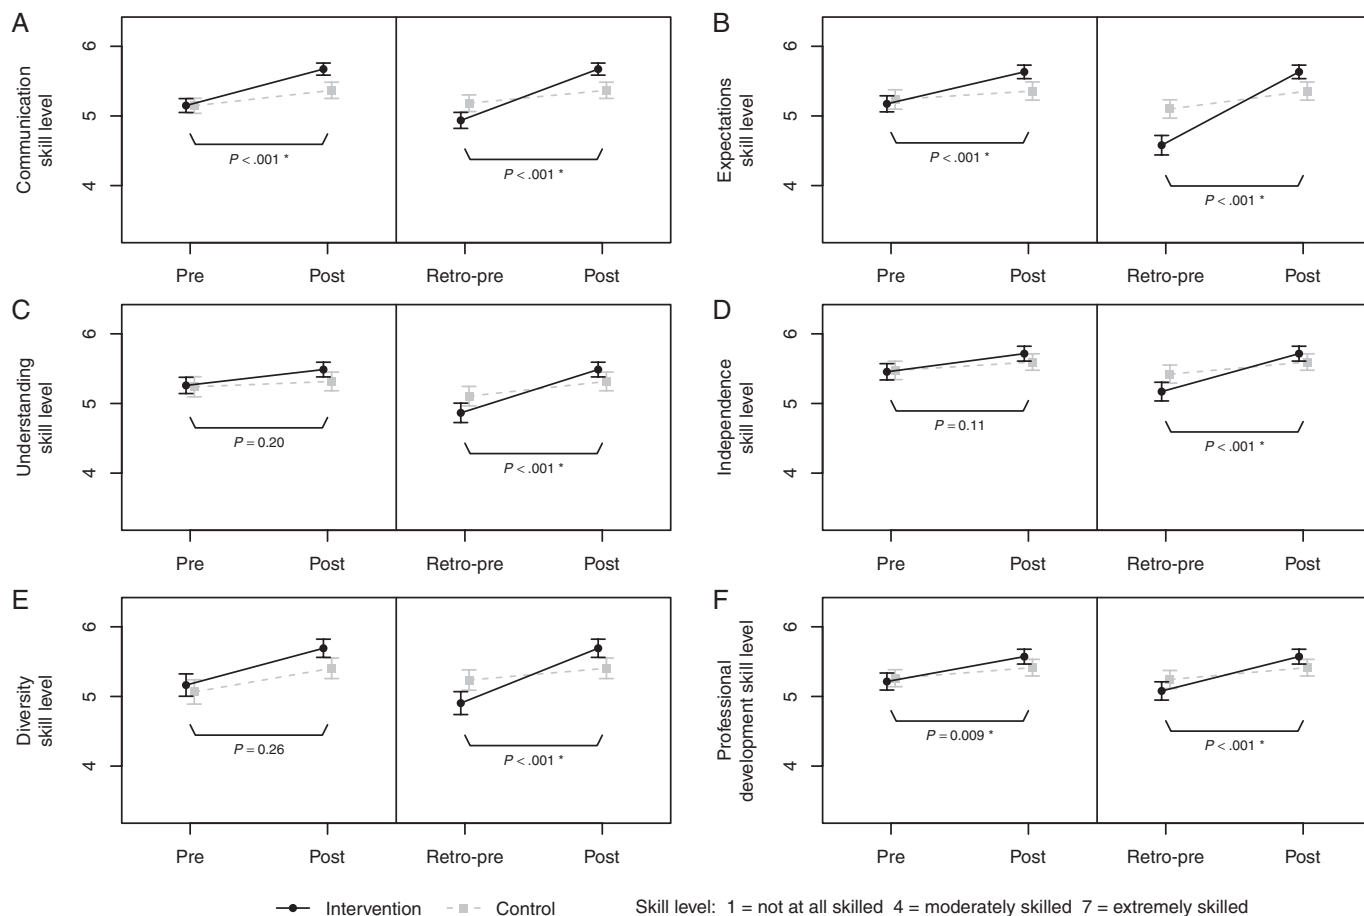 A
Communication
skill level
6
5
4
P < .001 *
P < .001 *
Pre
Post
Retro-pre
Post
B
Expectations
skill level
6
5
4
P < .001 *
P < .001 *
Pre
Post
Retro-pre
Post
C
Understanding
skill level
6
5
4
P = 0.20
P < .001 *
Pre
Post
Retro-pre
Post
D
Independence
skill level
6
5
4
P = 0.11
P < .001 *
Pre
Post
Retro-pre
Post
E
Diversity
skill level
6
5
4
P = 0.26
P < .001 *
Pre
Post
Retro-pre
Post
F
Professional
development skill level
6
5
4
P = 0.009 *
P < .001 *
Pre
Post
Retro-pre
Post
Intervention
Control
Skill level: 1 = not at all skilled 4 = moderately skilled 7 = extremely skilled